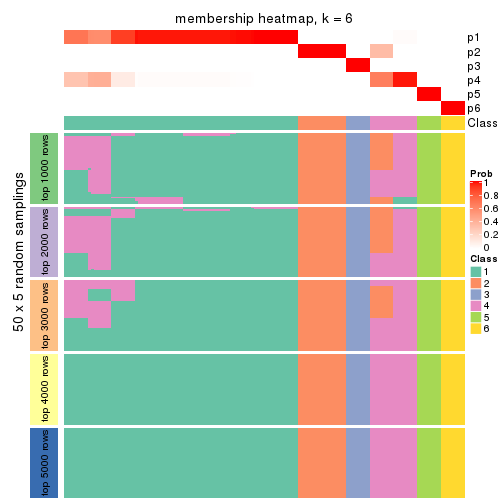 membership heatmap, k = 6
p1
p2
p3
p4
p5
p6
Class
50 x 5 random samplings
top 1000 rows
top 2000 rows
top 3000 rows
top 4000 rows
top 5000 rows
Prob
1
0.8
0.6
0.4
0.2
0
Class
1
2
3
4
5
6